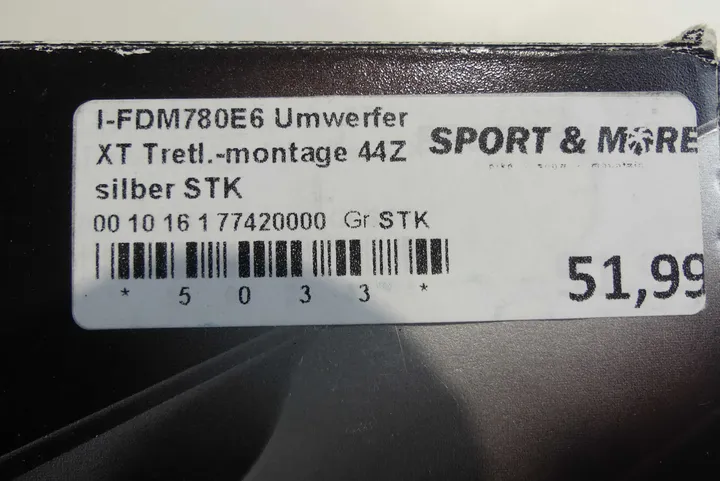 I-FDM780E6 Umwerfer
XT Tretl.-montage 44Z
silber STK
SPORT & MORE
00 10 16 1 77420000 Gr.STK
* 5 0 3 3 *
51,99